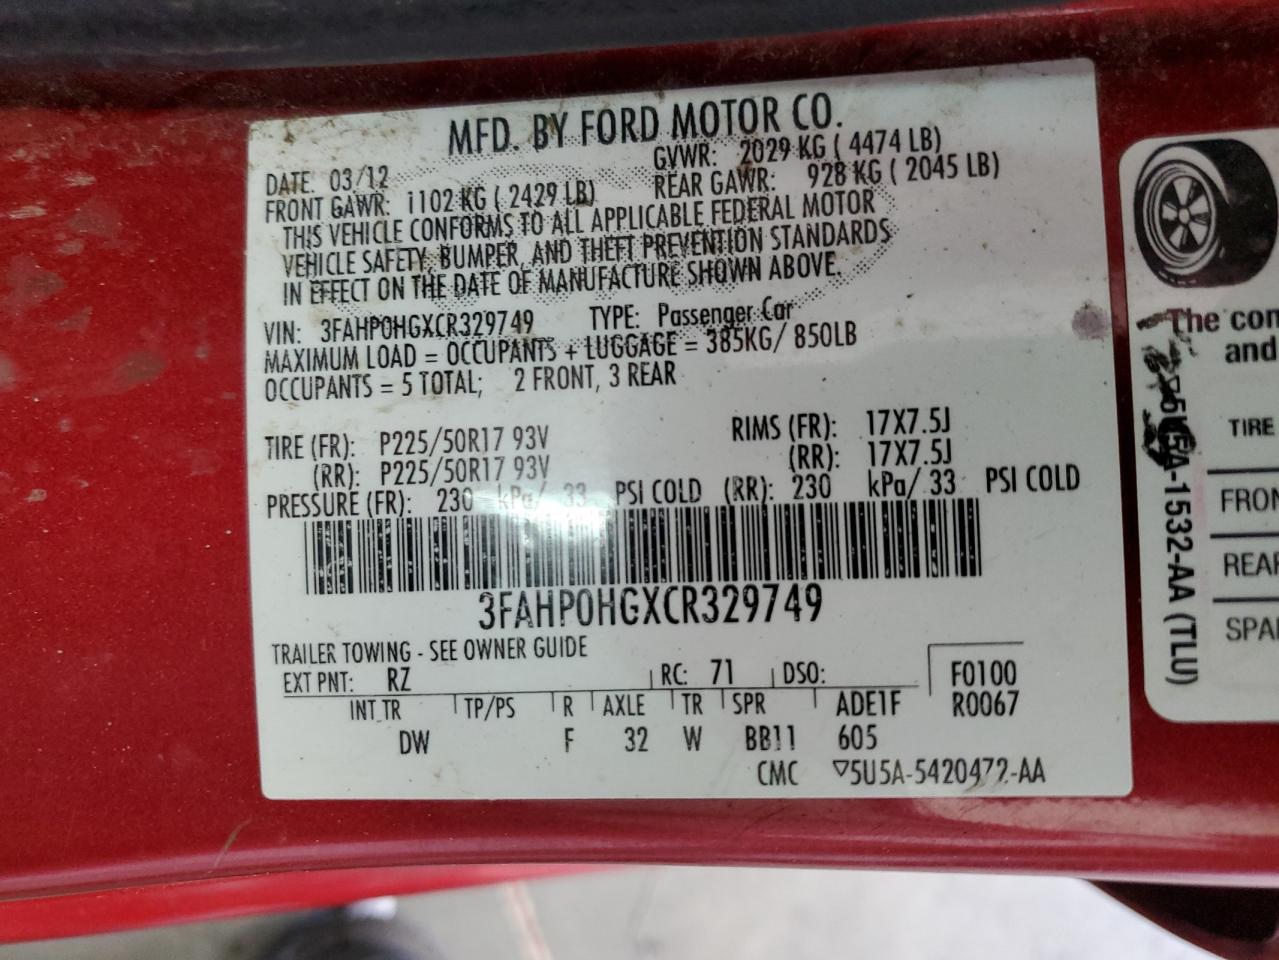 MFD. BY FORD MOTOR CO.
DATE: 03/12 GVWR: 2029 KG ( 4474 LB)
FRONT GAWR: 1102 KG ( 2429 LB) REAR GAWR: 928 KG ( 2045 LB)
THIS VEHICLE CONFORMS TO ALL APPLICABLE FEDERAL MOTOR
VEHICLE SAFETY, BUMPER, AND THEFT PREVENTION STANDARDS
IN EFFECT ON THE DATE OF MANUFACTURE SHOWN ABOVE.
VIN: 3FAHP0HGXCR329749 TYPE: Passenger Car
MAXIMUM LOAD = OCCUPANTS + LUGGAGE = 385KG/ 850LB
OCCUPANTS = 5 TOTAL; 2 FRONT, 3 REAR
TIRE (FR): P225/50R17 93V RIMS (FR): 17X7.5J
(RR): P225/50R17 93V (RR): 17X7.5J
PRESSURE (FR): 230 kPa/ 33 PSI COLD (RR): 230 kPa/ 33 PSI COLD
3FAHP0HGXCR329749
TRAILER TOWING - SEE OWNER GUIDE
EXT PNT: RZ RC: 71 DSO: F0100
INT TR TP/PS R AXLE TR SPR ADE1F R0067
DW F 32 W BB11 605
CMC ▽5U5A-5420472-AA
The con
and
TIRE
FRON
REAR
SPA
5U5A-1532-AA (TLU)